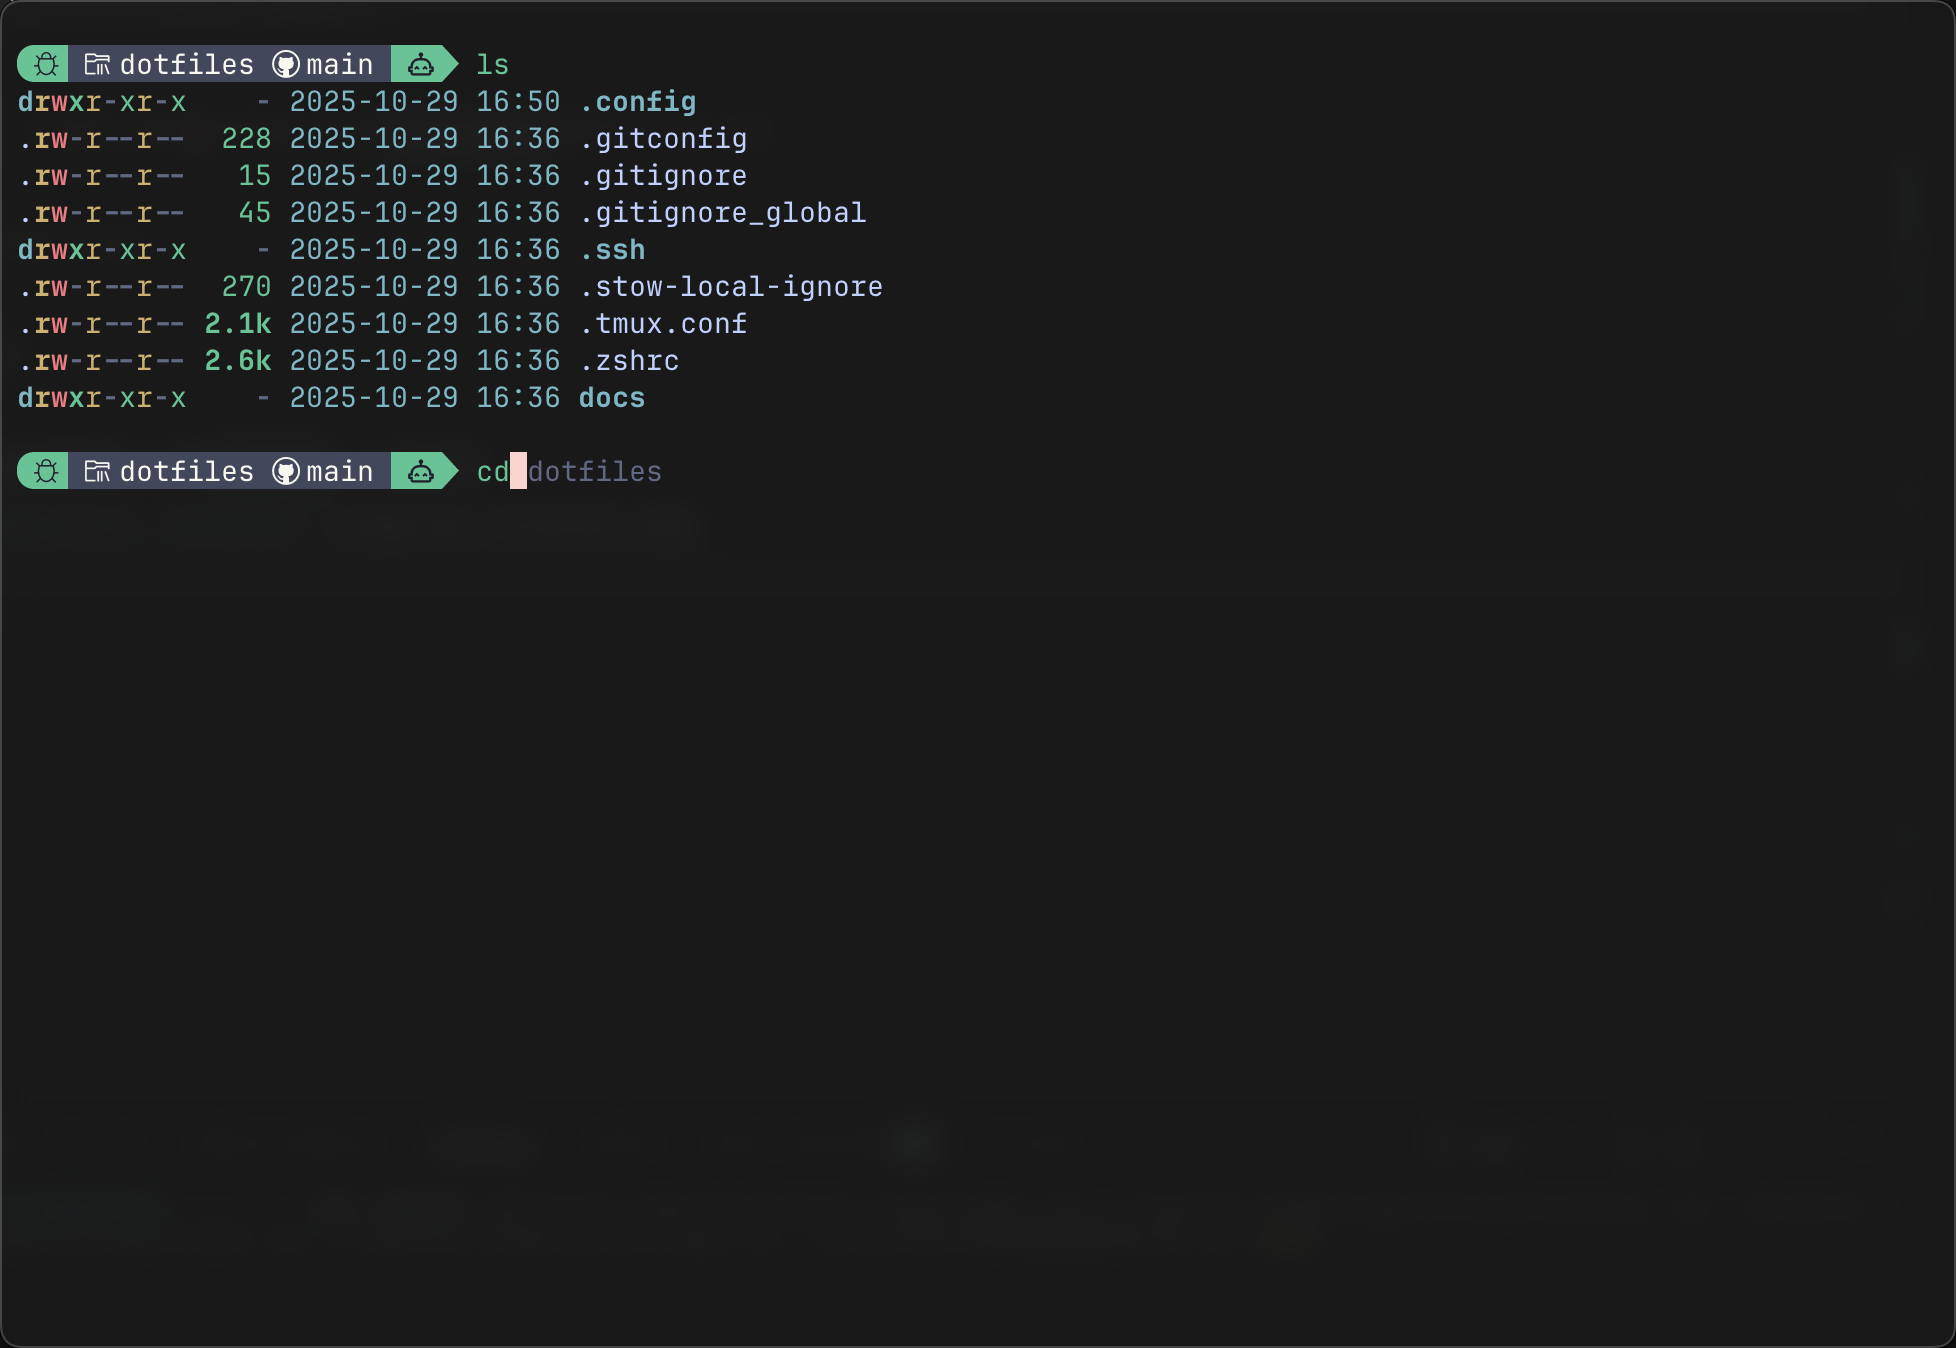 dotfiles main ls
drwxr-xr-x - 2025-10-29 16:50 .config
.rw-r--r-- 228 2025-10-29 16:36 .gitconfig
.rw-r--r-- 15 2025-10-29 16:36 .gitignore
.rw-r--r-- 45 2025-10-29 16:36 .gitignore_global
drwxr-xr-x - 2025-10-29 16:36 .ssh
.rw-r--r-- 270 2025-10-29 16:36 .stow-local-ignore
.rw-r--r-- 2.1k 2025-10-29 16:36 .tmux.conf
.rw-r--r-- 2.6k 2025-10-29 16:36 .zshrc
drwxr-xr-x - 2025-10-29 16:36 docs
dotfiles main cd dotfiles